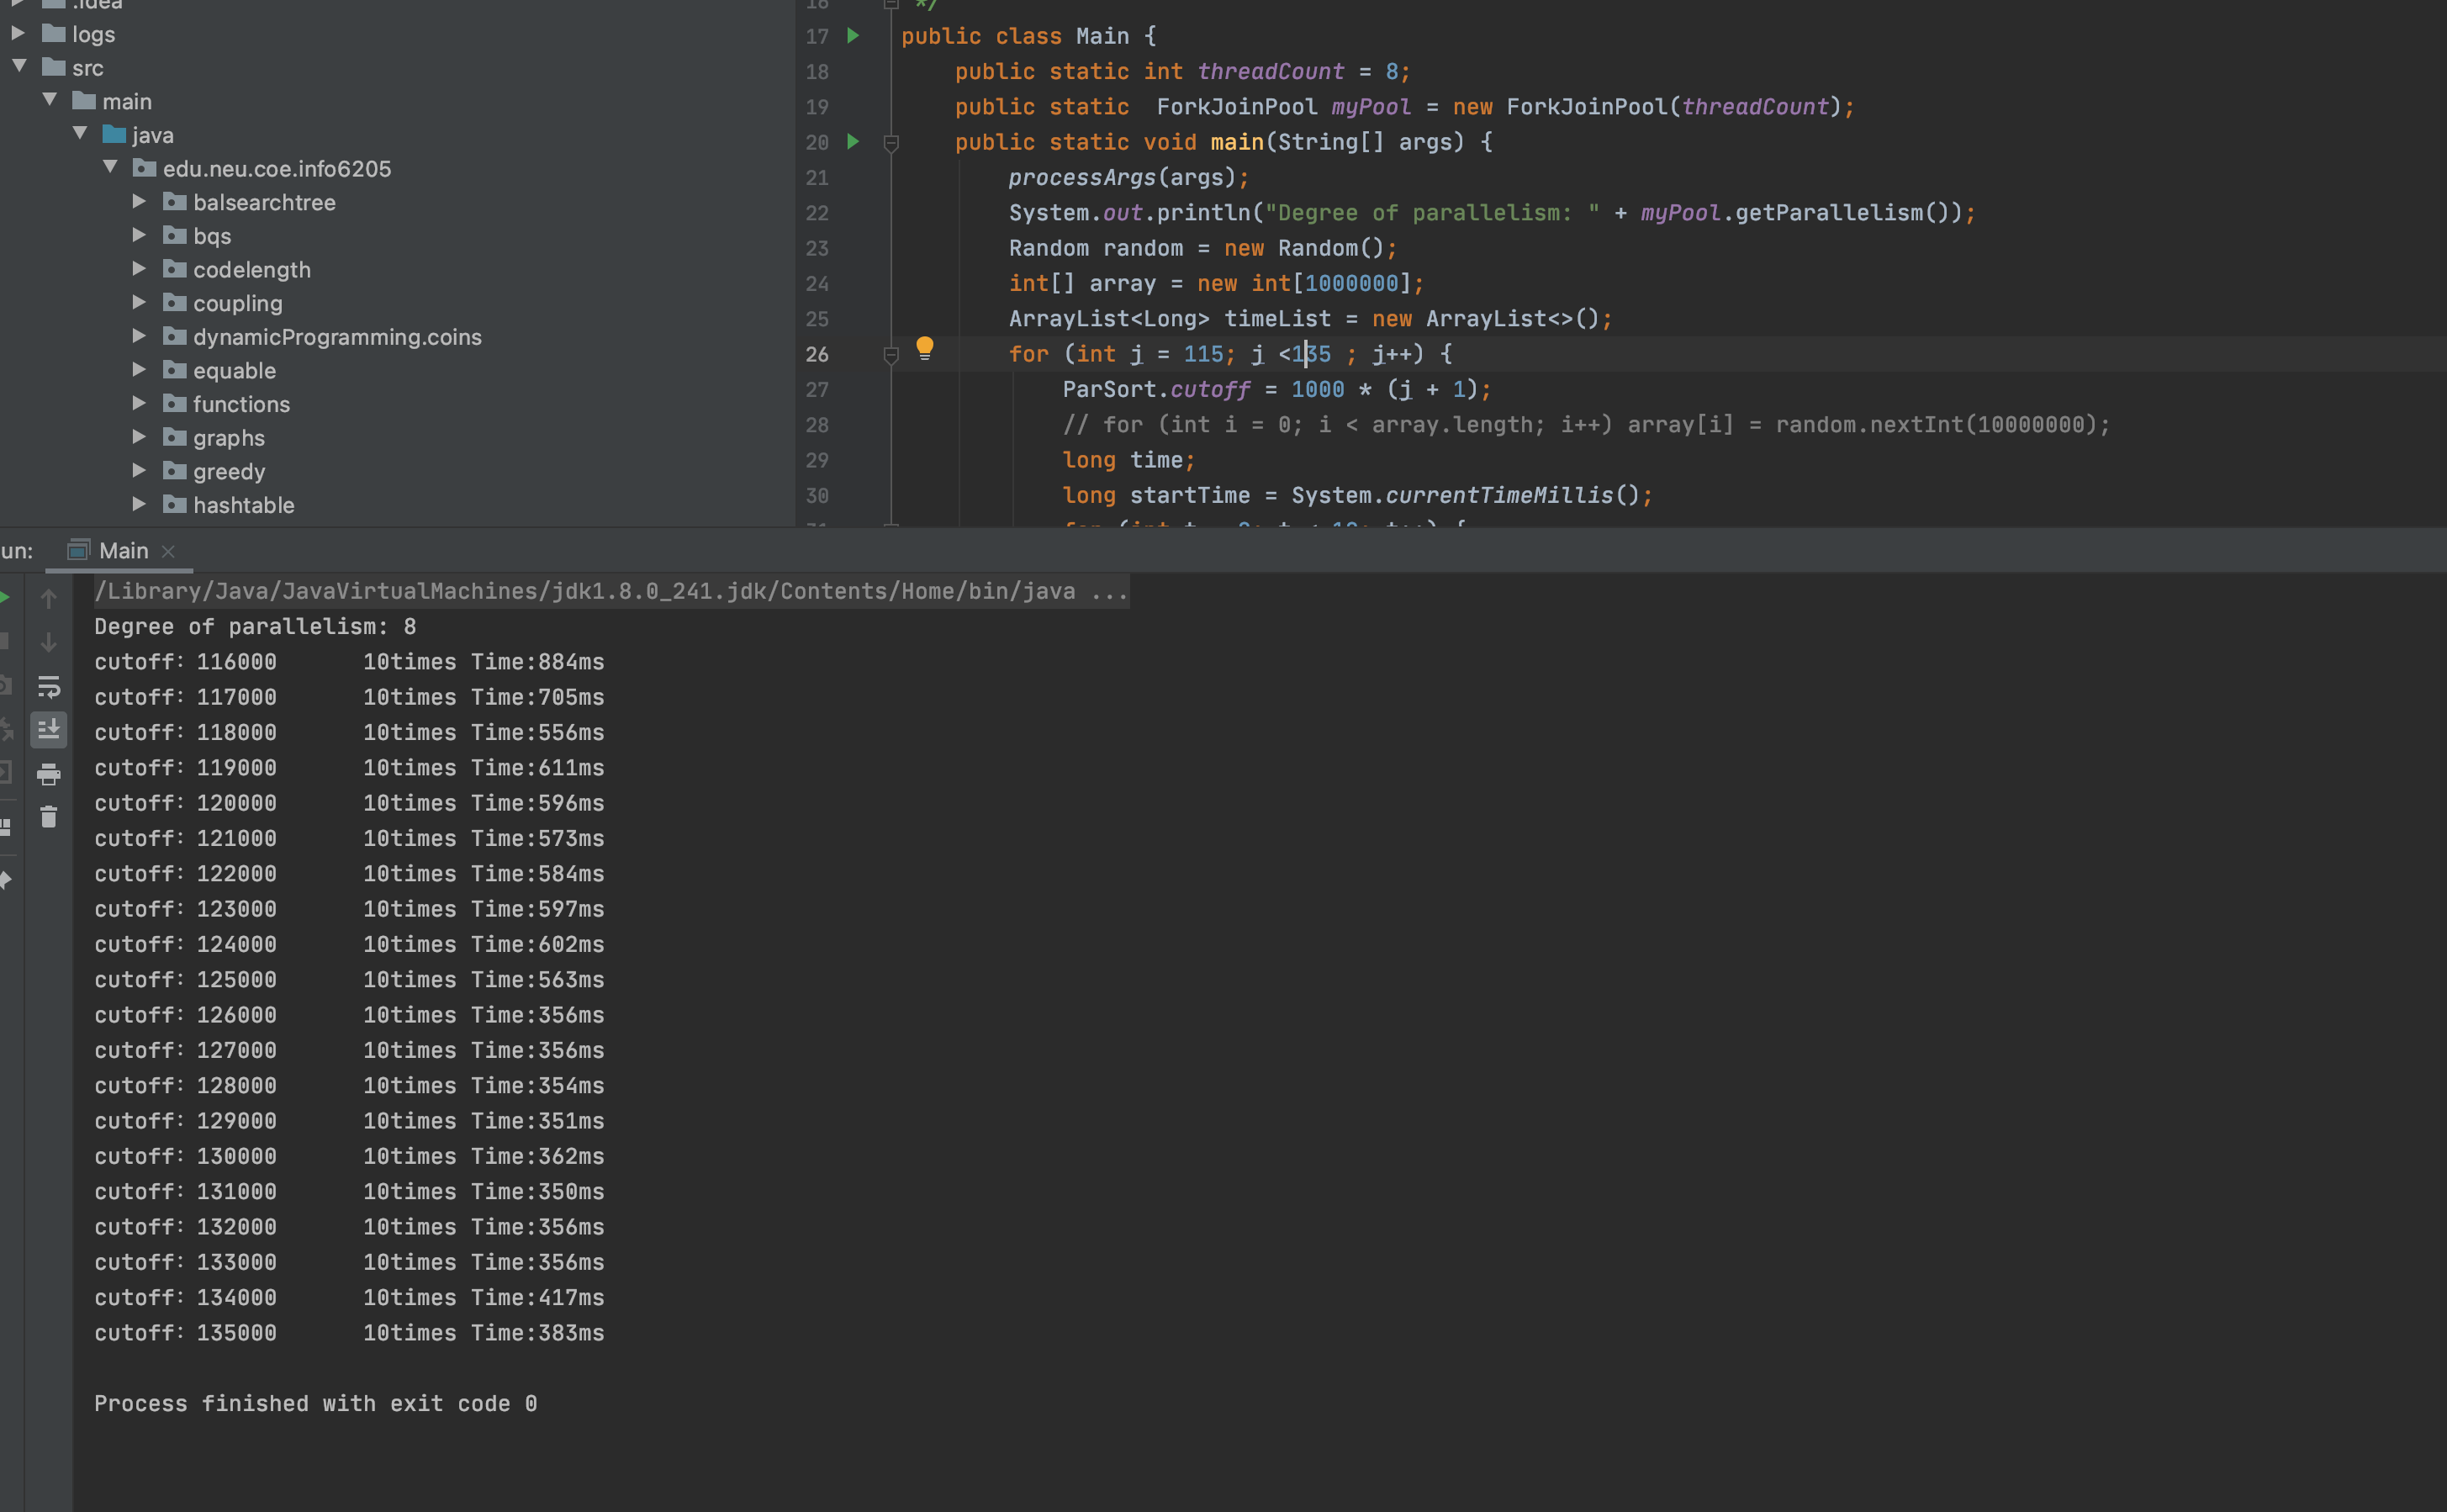 .idea
logs
src
main
java
edu.neu.coe.info6205
balsearchtree
bqs
codelength
coupling
dynamicProgramming.coins
equable
functions
graphs
greedy
hashtable
16 */
17 public class Main {
18 public static int threadCount = 8;
19 public static  ForkJoinPool myPool = new ForkJoinPool(threadCount);
20 public static void main(String[] args) {
21 processArgs(args);
22 System.out.println("Degree of parallelism: " + myPool.getParallelism());
23 Random random = new Random();
24 int[] array = new int[1000000];
25 ArrayList<Long> timeList = new ArrayList<>();
26 for (int j = 115; j <135 ; j++) {
27 ParSort.cutoff = 1000 * (j + 1);
28 // for (int i = 0; i < array.length; i++) array[i] = random.nextInt(10000000);
29 long time;
30 long startTime = System.currentTimeMillis();
un: Main
/Library/Java/JavaVirtualMachines/jdk1.8.0_241.jdk/Contents/Home/bin/java ...
Degree of parallelism: 8
cutoff: 116000 10times Time:884ms
cutoff: 117000 10times Time:705ms
cutoff: 118000 10times Time:556ms
cutoff: 119000 10times Time:611ms
cutoff: 120000 10times Time:596ms
cutoff: 121000 10times Time:573ms
cutoff: 122000 10times Time:584ms
cutoff: 123000 10times Time:597ms
cutoff: 124000 10times Time:602ms
cutoff: 125000 10times Time:563ms
cutoff: 126000 10times Time:356ms
cutoff: 127000 10times Time:356ms
cutoff: 128000 10times Time:354ms
cutoff: 129000 10times Time:351ms
cutoff: 130000 10times Time:362ms
cutoff: 131000 10times Time:350ms
cutoff: 132000 10times Time:356ms
cutoff: 133000 10times Time:356ms
cutoff: 134000 10times Time:417ms
cutoff: 135000 10times Time:383ms
Process finished with exit code 0